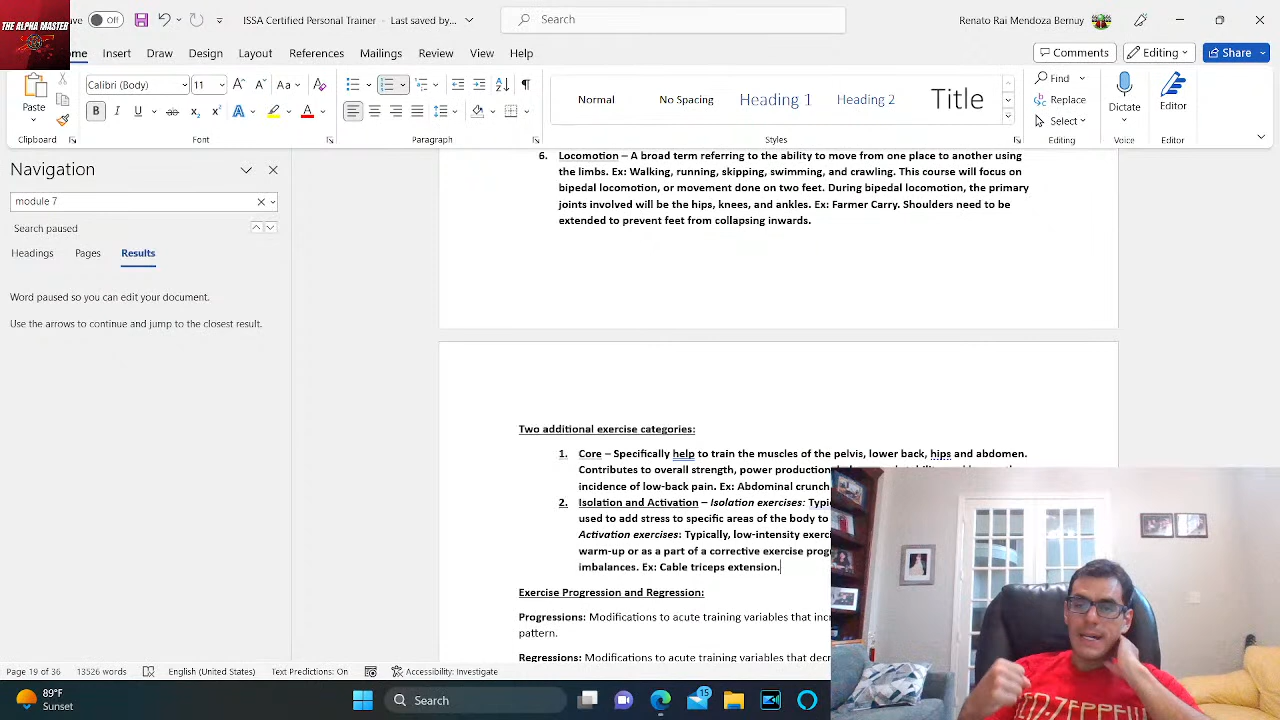 THE ALPHA MASTER
Off
ISSA Certified Personal Trainer
- Last saved by...
Search
Renato Rai Mendoza Bernuy
Insert
Draw
Design
Layout
References
Mailings
Review
View
Help
Comments
Editing
Share
Paste
Calibri (Body)
11
Normal
No Spacing
Heading 1
Heading 2
Title
Find
Replace
Select
Dictate
Editor
Clipboard
Font
Paragraph
Styles
Editing
Voice
Editor
Navigation
module 7
Search paused
Headings
Pages
Results
Word paused so you can edit your document.
Use the arrows to continue and jump to the closest result.
6. Locomotion – A broad term referring to the ability to move from one place to another using
the limbs. Ex: Walking, running, skipping, swimming, and crawling. This course will focus on
bipedal locomotion, or movement done on two feet. During bipedal locomotion, the primary
joints involved will be the hips, knees, and ankles. Ex: Farmer Carry. Shoulders need to be
extended to prevent feet from collapsing inwards.
Two additional exercise categories:
1. Core – Specifically help to train the muscles of the pelvis, lower back, hips and abdomen.
Contributes to overall strength, power production
incidence of low-back pain. Ex: Abdominal crunch
2. Isolation and Activation – Isolation exercises:
used to add stress to specific areas of the body to
Activation exercises: Typically, low-intensity
warm-up or as a part of a corrective exercise
imbalances. Ex: Cable triceps extension.
Exercise Progression and Regression:
Progressions: Modifications to acute training variables that
pattern.
Regressions: Modifications to acute training variables that
Page 19 of 36
13526 words
English (United States)
Text Predictions: On
Accessibility: Investigate
89°F
Sunset
Search
15